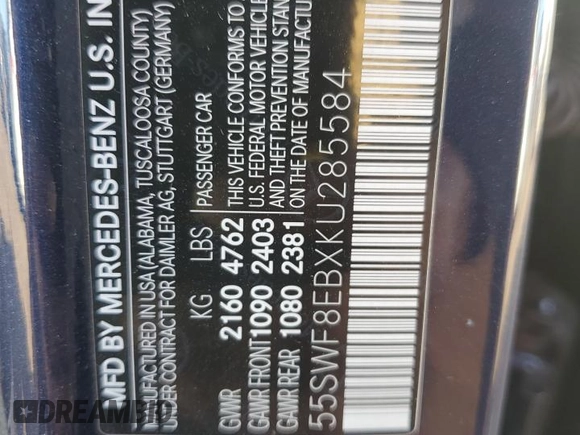 MFD BY MERCEDES-BENZ U.S. IN
MANUFACTURED IN USA (ALABAMA, TUSCALOOSA COUNTY)
UNDER CONTRACT FOR DAIMLER AG, STUTTGART (GERMANY)
KG LBS PASSENGER CAR
GVWR 2160 4762 THIS VEHICLE CONFORMS TO
GAWR FRONT 1090 2403 U.S. FEDERAL MOTOR VEHICLE
AND THEFT PREVENTION STAN
GAWR REAR 1080 2381 ON THE DATE OF MANUFACTUR
55SWF8EBXKU285584
DREAMBID